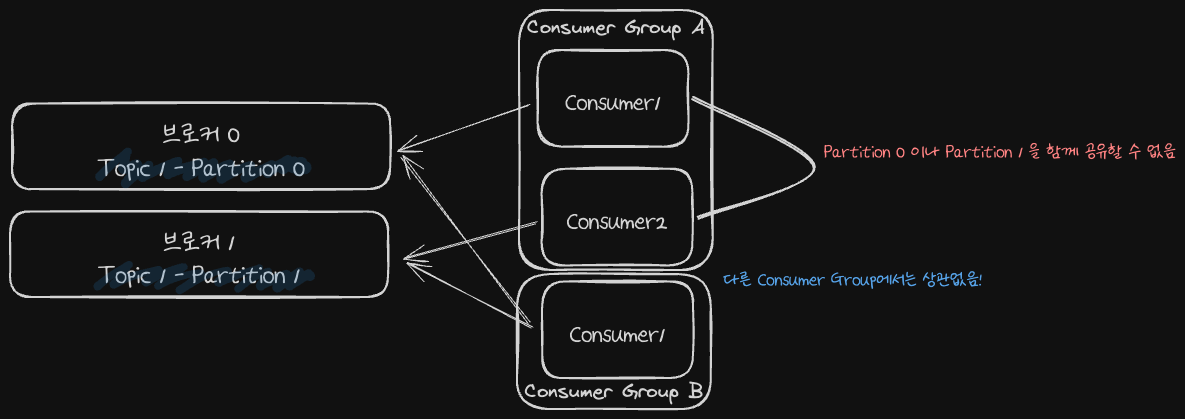 Consumer Group A
Consumer1
브로커 0
Topic 1 - Partition 0
Partition 0 이나 Partition 1 을 함께 공유할 수 없음
Consumer2
브로커 1
Topic 1 - Partition 1
다른 Consumer Group에서는 상관없음!
Consumer1
Consumer Group B